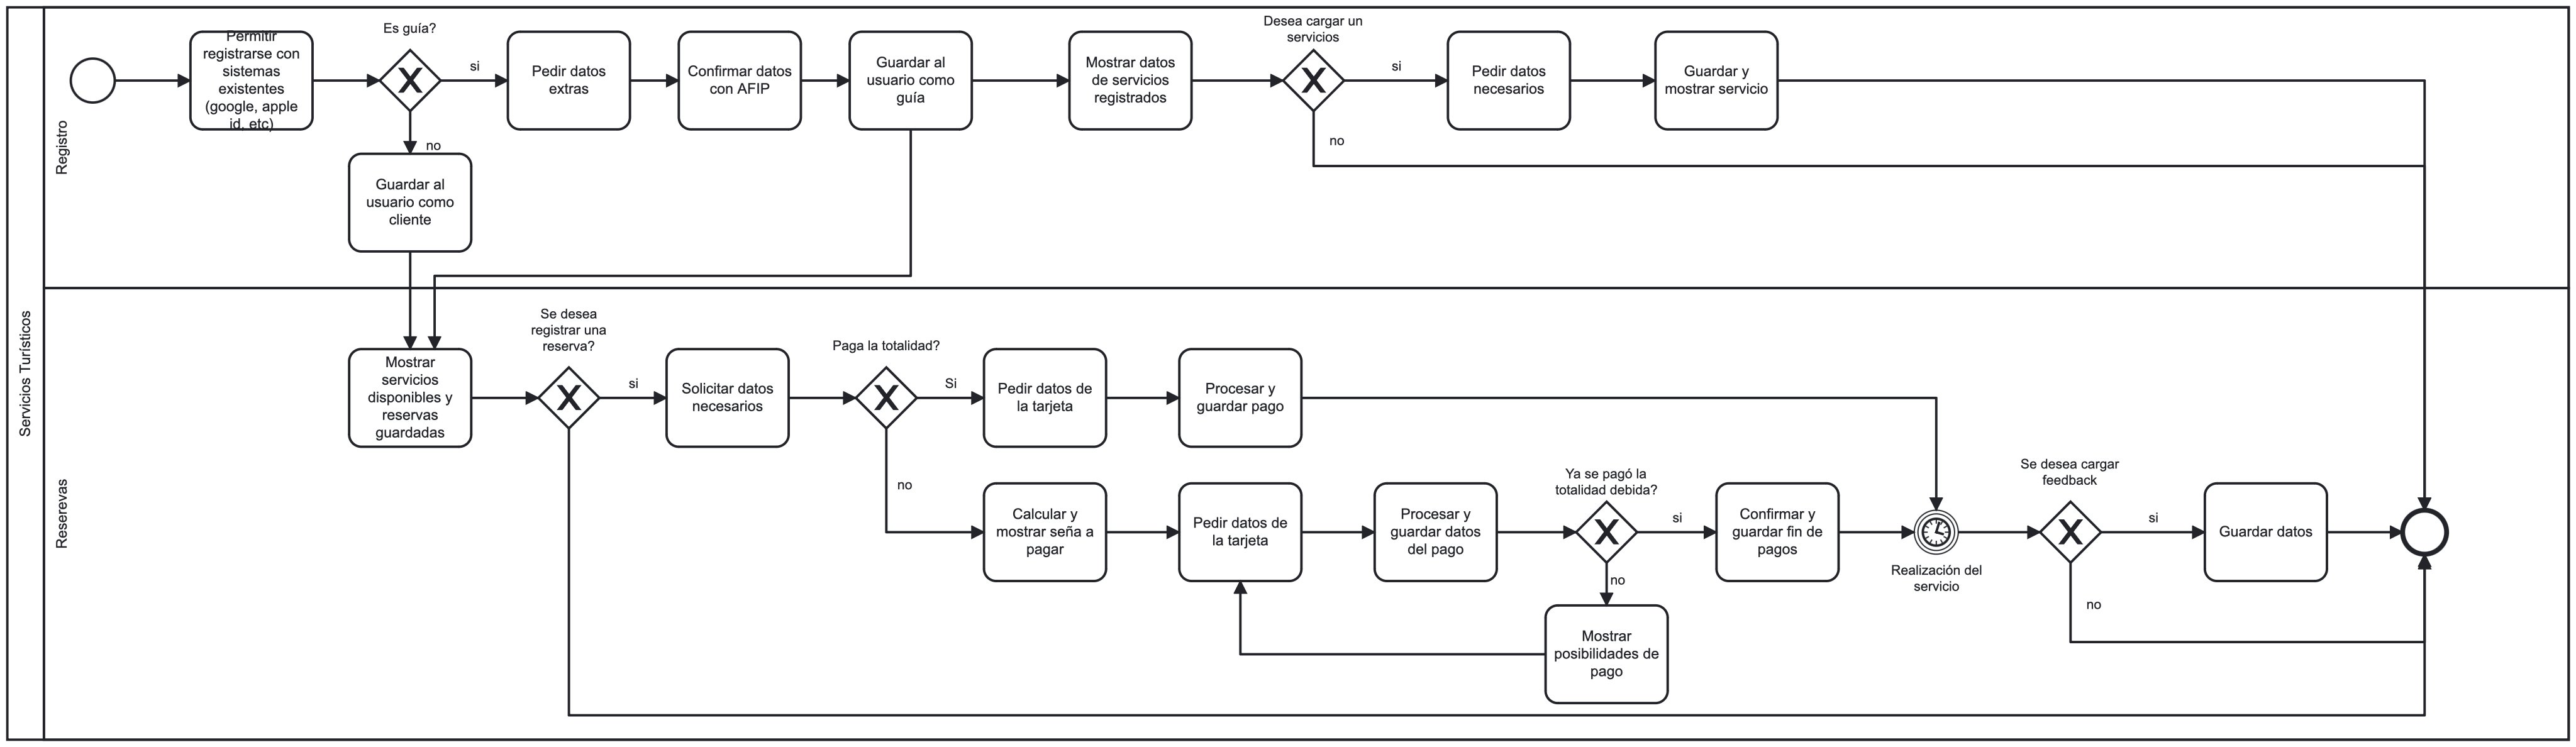 Servicios Turísticos
Registro
Permitir
registrarse con
sistemas
existentes
(google, apple
id, etc)
Es guía?
si
no
Guardar al
usuario como
cliente
Pedir datos
extras
Confirmar datos
con AFIP
Guardar al
usuario como
guía
Mostrar datos
de servicios
registrados
Desea cargar un
servicios
si
no
Pedir datos
necesarios
Guardar y
mostrar servicio
Reserevas
Mostrar
servicios
disponibles y
reservas
guardadas
Se desea
registrar una
reserva?
si
Solicitar datos
necesarios
Paga la totalidad?
Si
no
Pedir datos de
la tarjeta
Procesar y
guardar pago
Calcular y
mostrar seña a
pagar
Pedir datos de
la tarjeta
Procesar y
guardar datos
del pago
Ya se pagó la
totalidad debida?
si
no
Mostrar
posibilidades de
pago
Confirmar y
guardar fin de
pagos
Realización del
servicio
Se desea cargar
feedback
si
no
Guardar datos